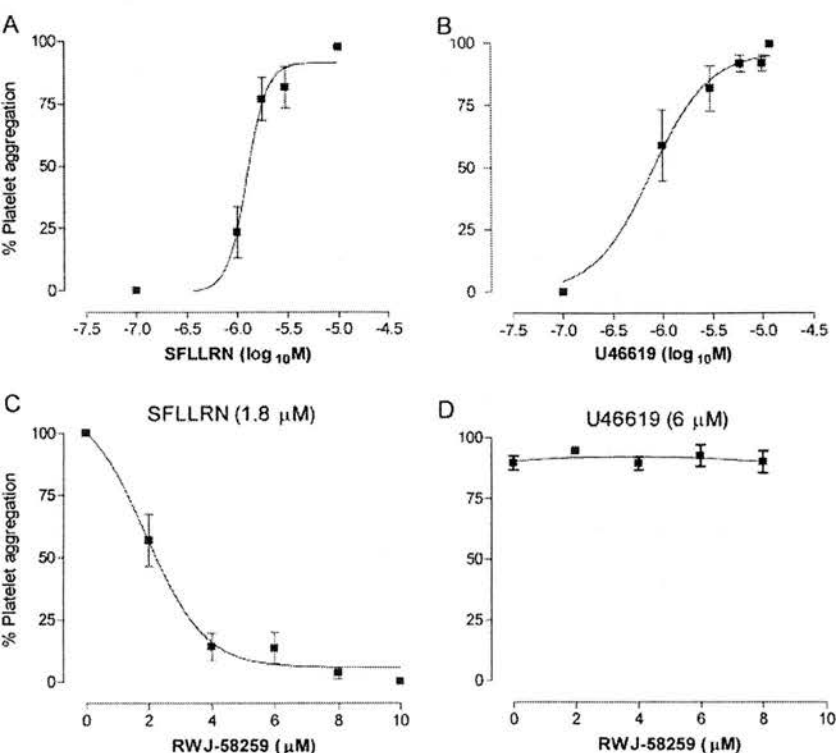 A
% Platelet aggregation
100
75
50
25
0
-7.5 -7.0 -6.5 -6.0 -5.5 -5.0 -4.5
SFLLRN (log 10M)
B
100
75
50
25
0
-7.5 -7.0 -6.5 -6.0 -5.5 -5.0 -4.5
U46619 (log 10M)
C
SFLLRN (1.8 µM)
% Platelet aggregation
100
75
50
25
0
0 2 4 6 8 10
RWJ-58259 (µM)
D
U46619 (6 µM)
100
75
50
25
0
0 2 4 6 8 10
RWJ-58259 (µM)